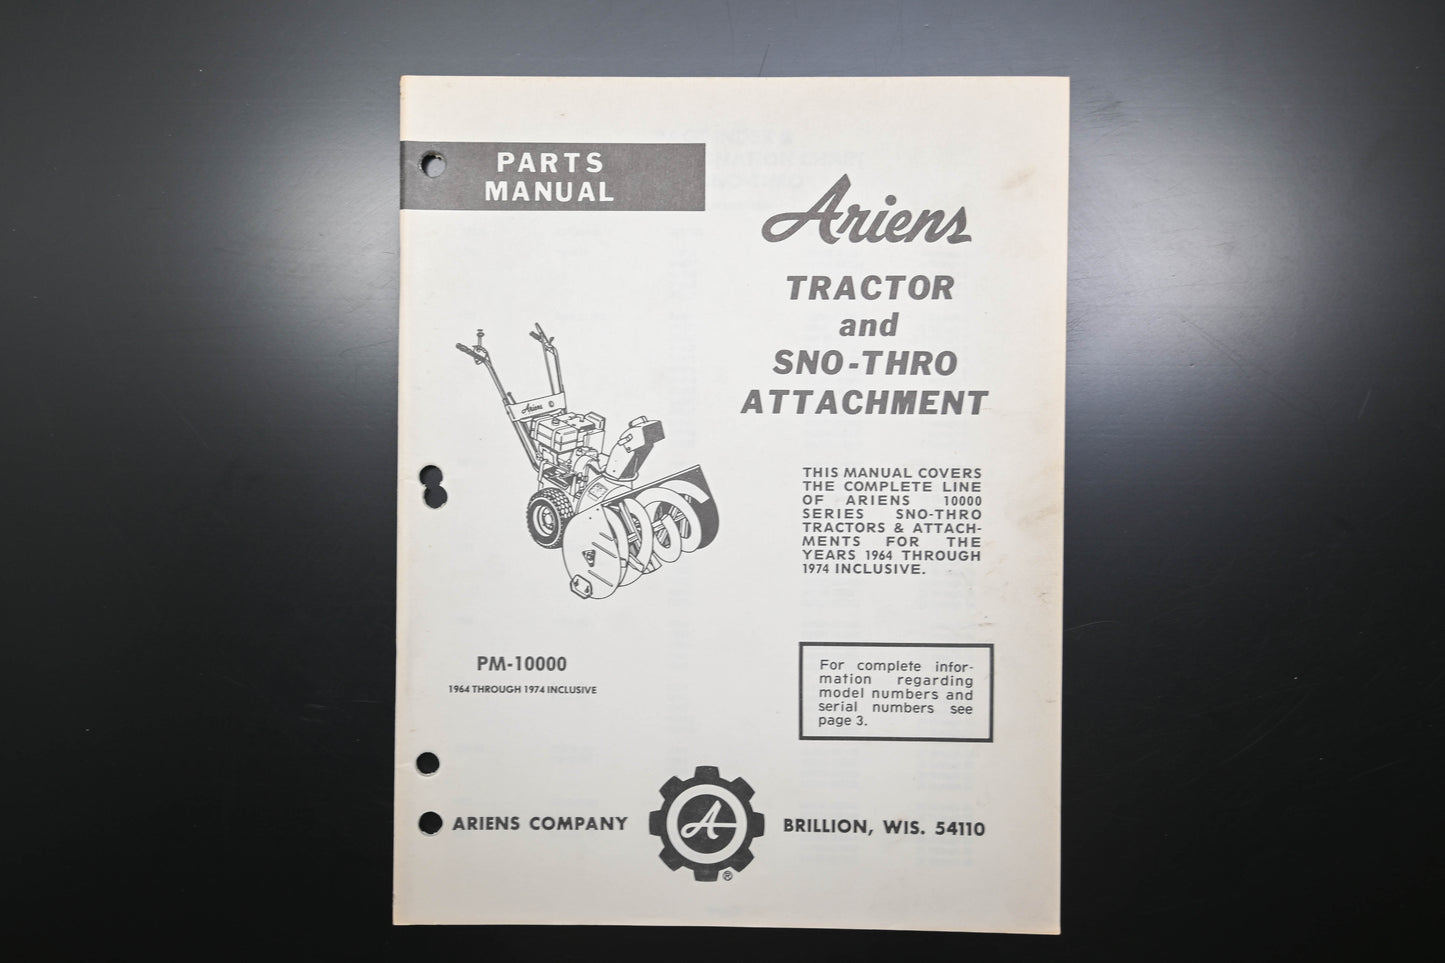 PARTS
MANUAL
Ariens
TRACTOR
and
SNO-THRO
ATTACHMENT
Ariens
THIS MANUAL COVERS
THE COMPLETE LINE
OF ARIENS 10000
SERIES SNO-THRO
TRACTORS & ATTACH-
MENTS FOR THE
YEARS 1964 THROUGH
1974 INCLUSIVE.
PM-10000
1964 THROUGH 1974 INCLUSIVE
For complete infor-
mation regarding
model numbers and
serial numbers see
page 3.
ARIENS COMPANY
A
®
BRILLION, WIS. 54110